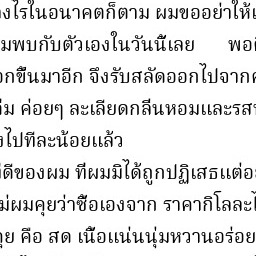 งไรในอนาคตก็ตาม ผมขออย่าให้
มพบกับตัวเองในวันนี้เลย พอ
อกขึ้นมาอีก จึงรับสลัดออกไปจาก
ม ค่อยๆ ละเลียดกลิ่นหอมและรส
งไปทีละน้อยแล้ว
ดีของผม ที่ผมมิได้ถูกปฏิเสธแต่
ม่ผมคุยว่าซื้อเองจาก ราคากิโลละ
ย คือ สด เนื้อแน่นนุ่มหวานอร่อย